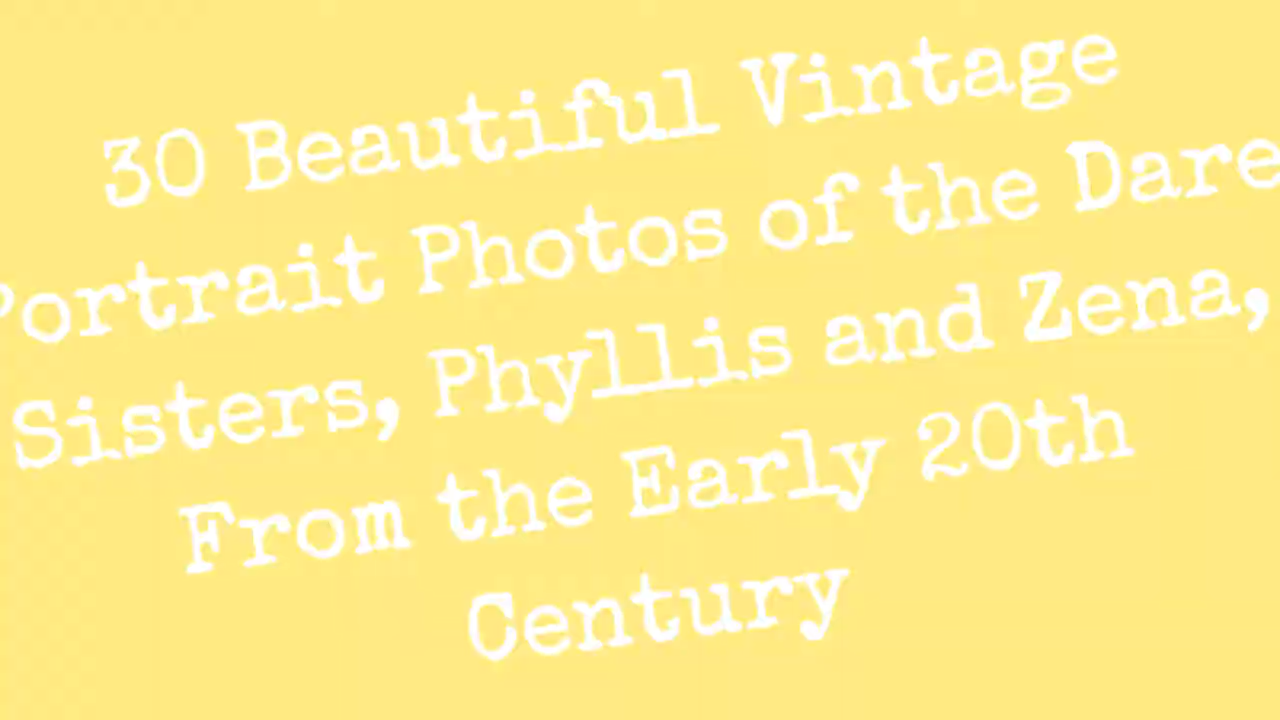 30 Beautiful Vintage
Portrait Photos of the Dare
Sisters, Phyllis and Zena,
From the Early 20th
Century